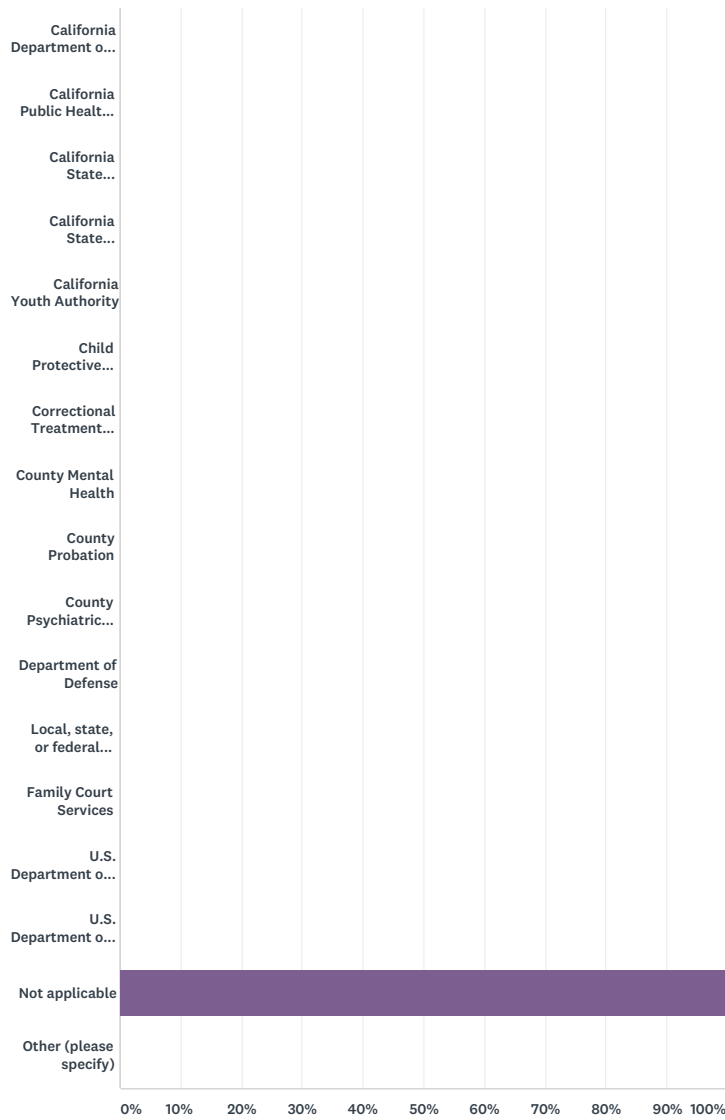 California
Department o...
California
Public Healt...
California
State...
California
State...
California
Youth Authority
Child
Protective...
Correctional
Treatment...
County Mental
Health
County
Probation
County
Psychiatric...
Department of
Defense
Local, state,
or federal...
Family Court
Services
U.S.
Department o...
U.S.
Department o...
Not applicable
Other (please
specify)
0% 10% 20% 30% 40% 50% 60% 70% 80% 90% 100%